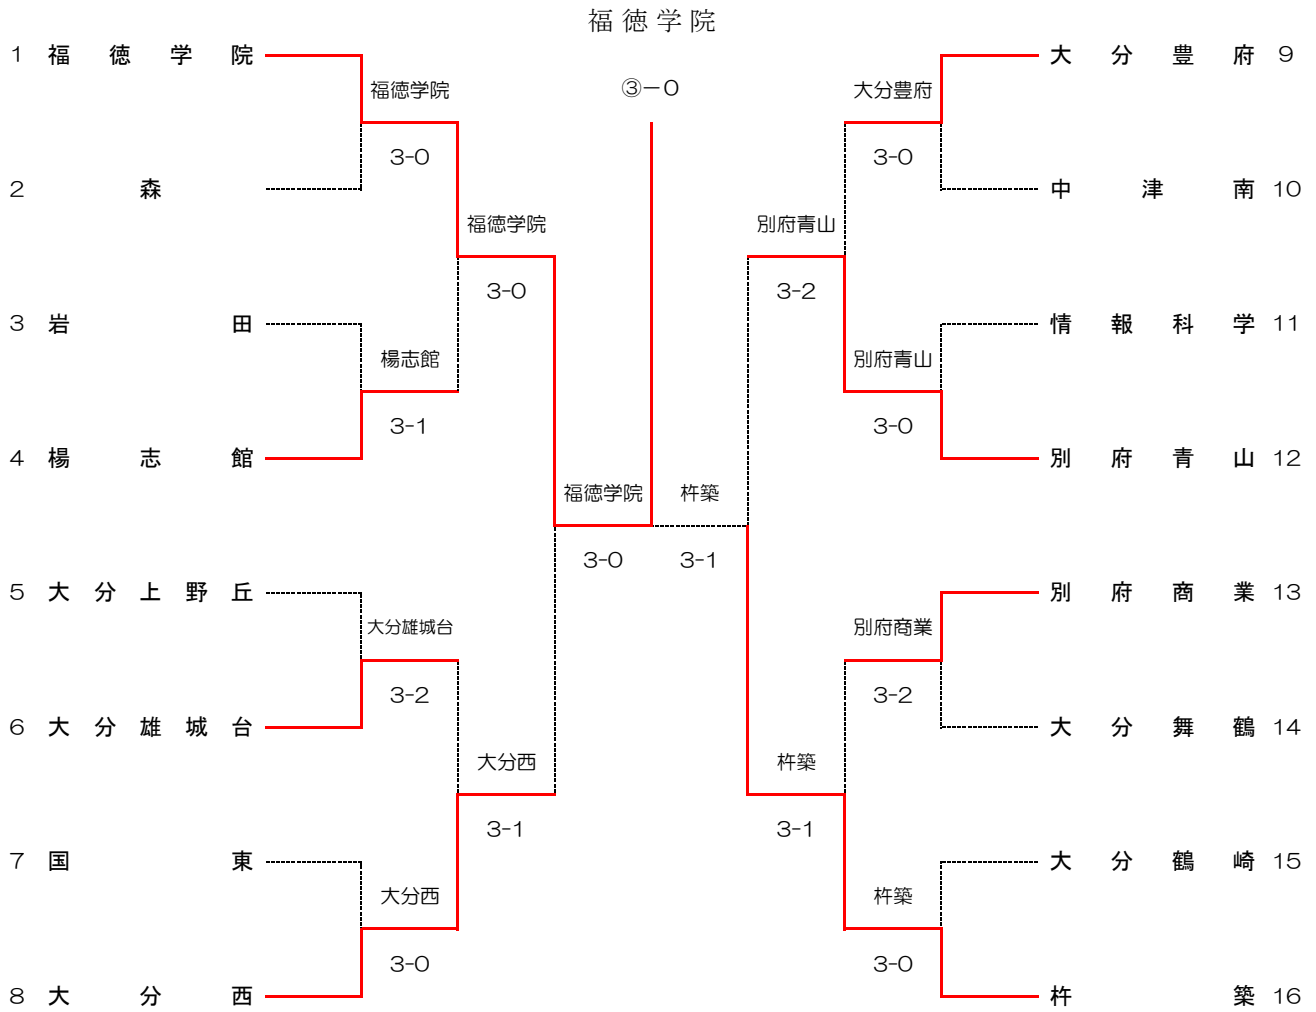 福徳学院
1 福徳学院 大分豊府 9
福徳学院 ③－0 大分豊府
3-0 3-0
2 森 中津南 10
福徳学院 別府青山
3-0 3-2
3 岩田 情報科学 11
楊志館 別府青山
3-1 3-0
4 楊志館 別府青山 12
福徳学院 杵築
3-0 3-1
5 大分上野丘 別府商業 13
大分雄城台 別府商業
3-2 3-2
6 大分雄城台 大分舞鶴 14
大分西 杵築
3-1 3-1
7 国東 大分鶴崎 15
大分西 杵築
3-0 3-0
8 大分西 杵築 16